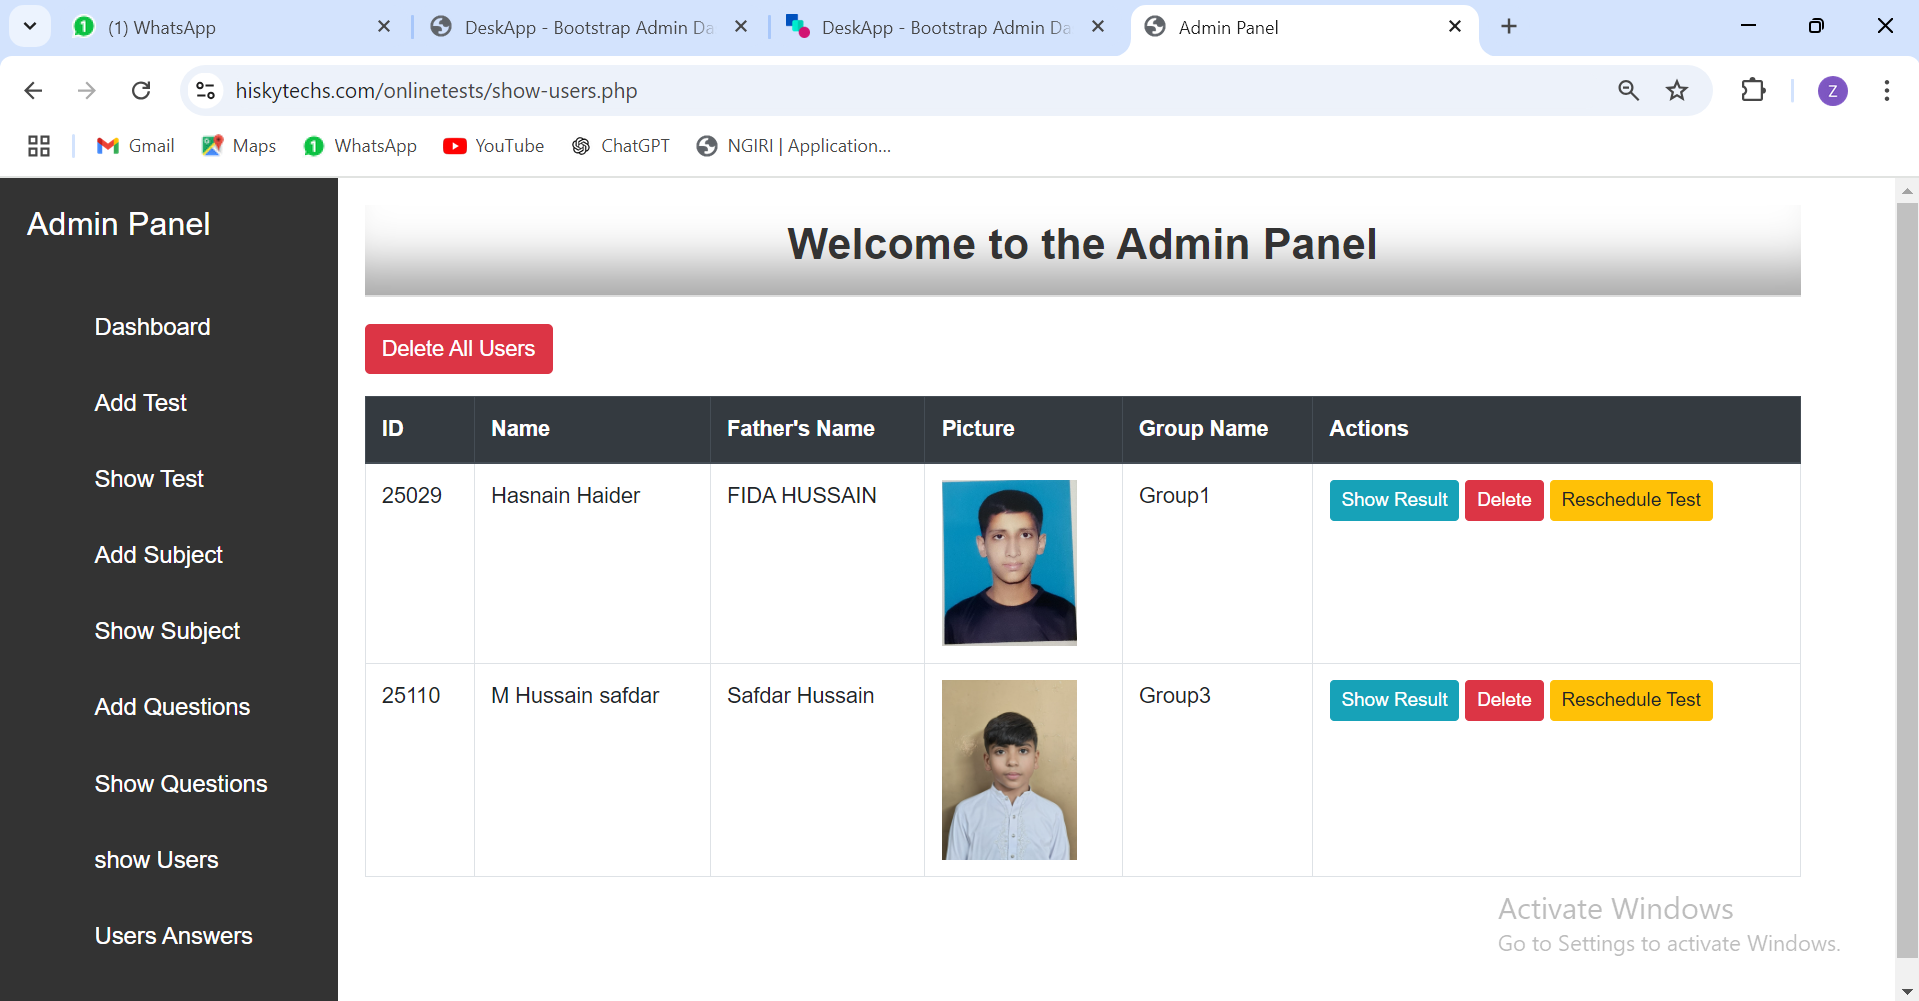 (1) WhatsApp
DeskApp - Bootstrap Admin Da
DeskApp - Bootstrap Admin Da
Admin Panel
hiskytechs.com/onlinetests/show-users.php
Z
Gmail
Maps
WhatsApp
YouTube
ChatGPT
NGIRI | Application...
Admin Panel
Dashboard
Add Test
Show Test
Add Subject
Show Subject
Add Questions
Show Questions
show Users
Users Answers
Welcome to the Admin Panel
Delete All Users
ID Name Father's Name Picture Group Name Actions
25029 Hasnain Haider FIDA HUSSAIN Group1 Show Result Delete Reschedule Test
25110 M Hussain safdar Safdar Hussain Group3 Show Result Delete Reschedule Test
Activate Windows
Go to Settings to activate Windows.